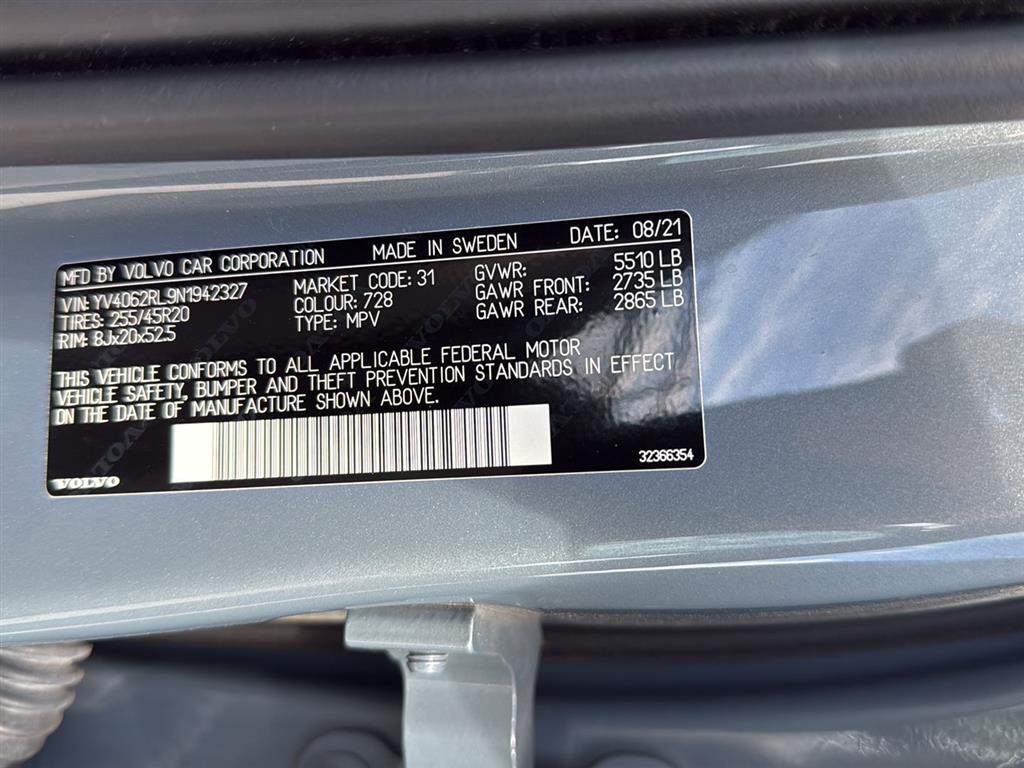 MFD BY VOLVO CAR CORPORATION MADE IN SWEDEN DATE: 08/21
VIN: YV4062RL9N1942327 MARKET CODE: 31 GVWR: 5510 LB
TIRES: 255/45R20 COLOUR: 728 GAWR FRONT: 2735 LB
RIM: 8Jx20x52.5 TYPE: MPV GAWR REAR: 2865 LB
THIS VEHICLE CONFORMS TO ALL APPLICABLE FEDERAL MOTOR
VEHICLE SAFETY, BUMPER AND THEFT PREVENTION STANDARDS IN EFFECT
ON THE DATE OF MANUFACTURE SHOWN ABOVE.
VOLVO 32366354